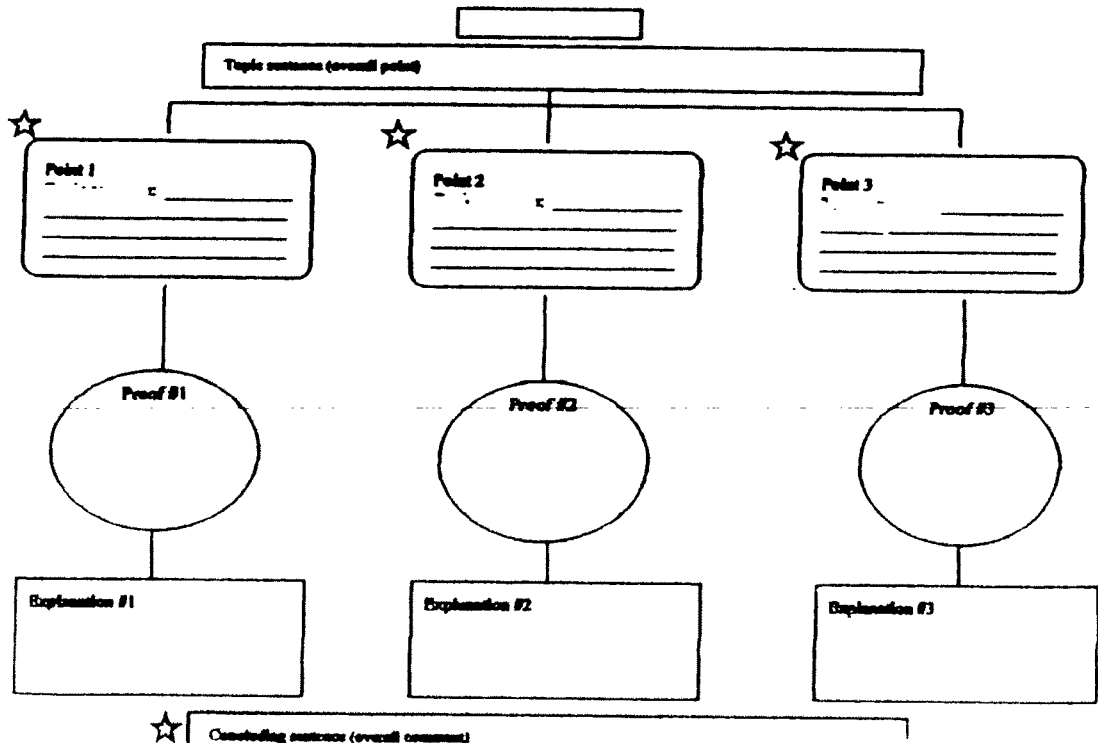 Topic sentence (overall point)
Point 1
Point 2
Point 3
Proof #1
Proof #2
Proof #3
Explanation #1
Explanation #2
Explanation #3
Concluding sentence (overall comment)